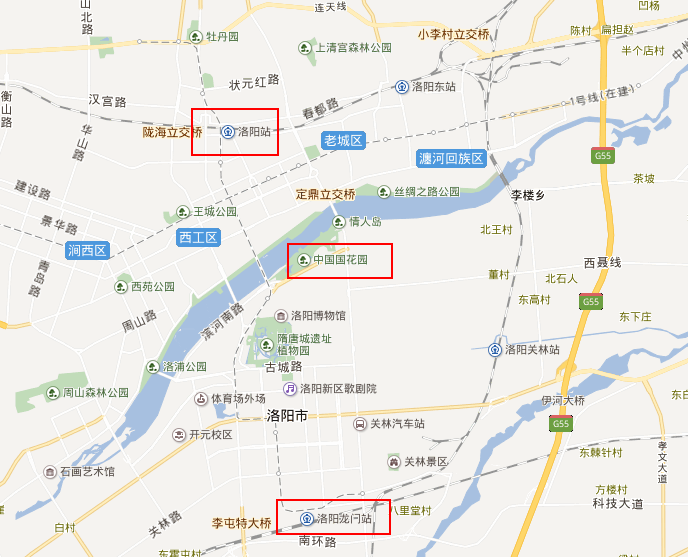 连天线
凹杨
山北路
牡丹园
陈村
扁担赵
小李村立交桥
上清宫森林公园
半个店村
中州
状元红路
洛阳东站
衡山路
汉宫路
春都路
1号线(在建)
陇海立交桥
洛阳站
华山路
老城区
瀍河回族区
G55
茶坡
建设路
定鼎立交桥
丝绸之路公园
李楼乡
王城公园
景华路
情人岛
北王村
西工区
涧西区
中国国花园
西聂线
青岛路
董村
北石人
西苑公园
东高村
G55
周山路
滨河南路
洛阳博物馆
东下庄
隋唐城遗址
植物园
洛阳关林站
古城路
洛浦公园
周山森林公园
洛阳新区歌剧院
东白
体育场外场
伊河大桥
洛阳市
关林汽车站
G55
开元校区
孝文大道
东棘针村
石画艺术馆
关林景区
方楼村
科技大道
关林路
李屯特大桥
洛阳龙门站
八里堂村
白村
南环路
东霍屯村
东村